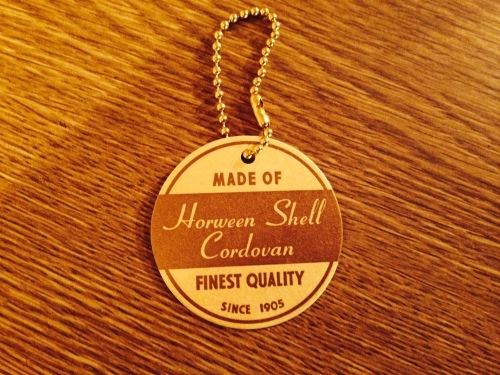 MADE OF
Horween Shell
Cordovan
FINEST QUALITY
SINCE 1905